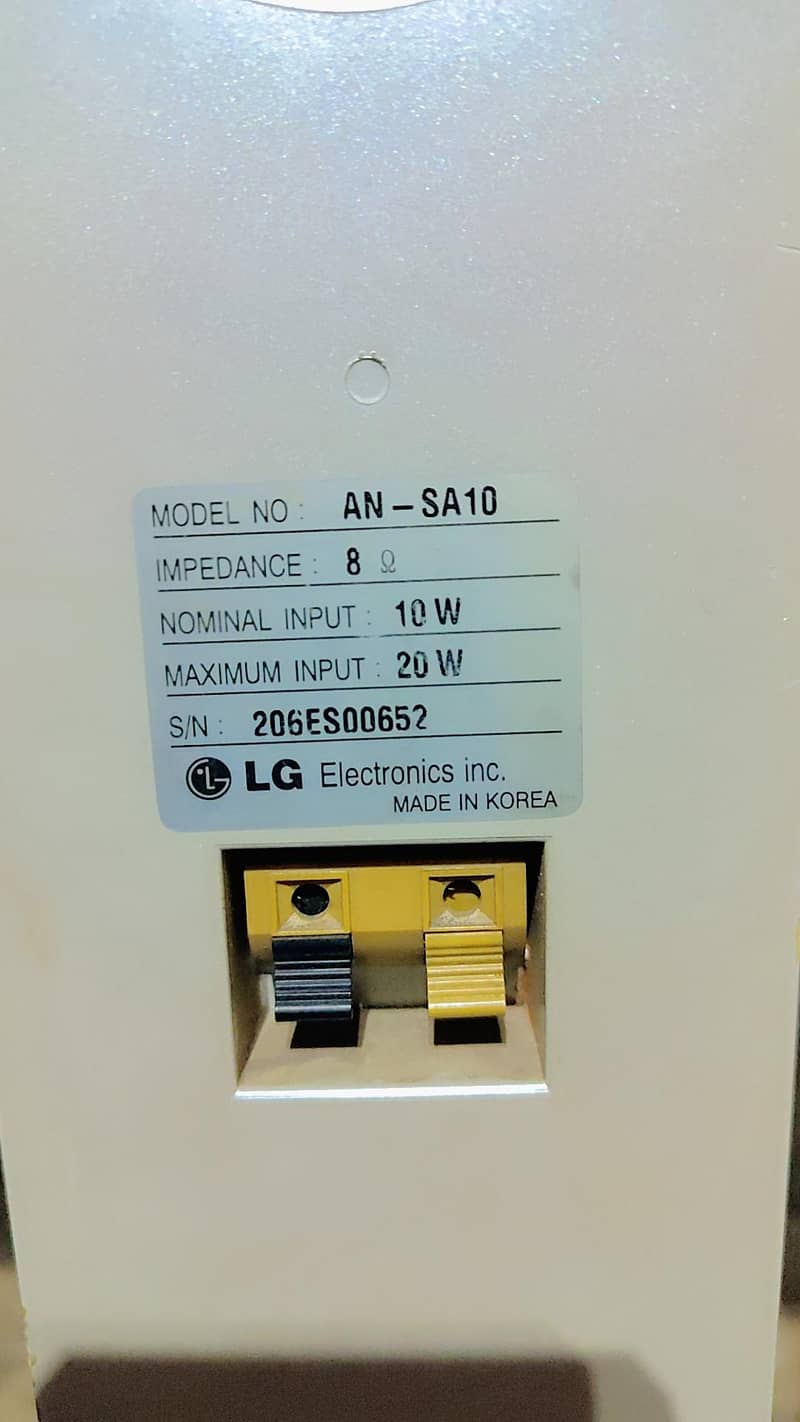 MODEL NO : AN - SA10
IMPEDANCE : 8 Ω
NOMINAL INPUT : 10 W
MAXIMUM INPUT : 20 W
S/N : 206ES00652
LG Electronics inc.
MADE IN KOREA